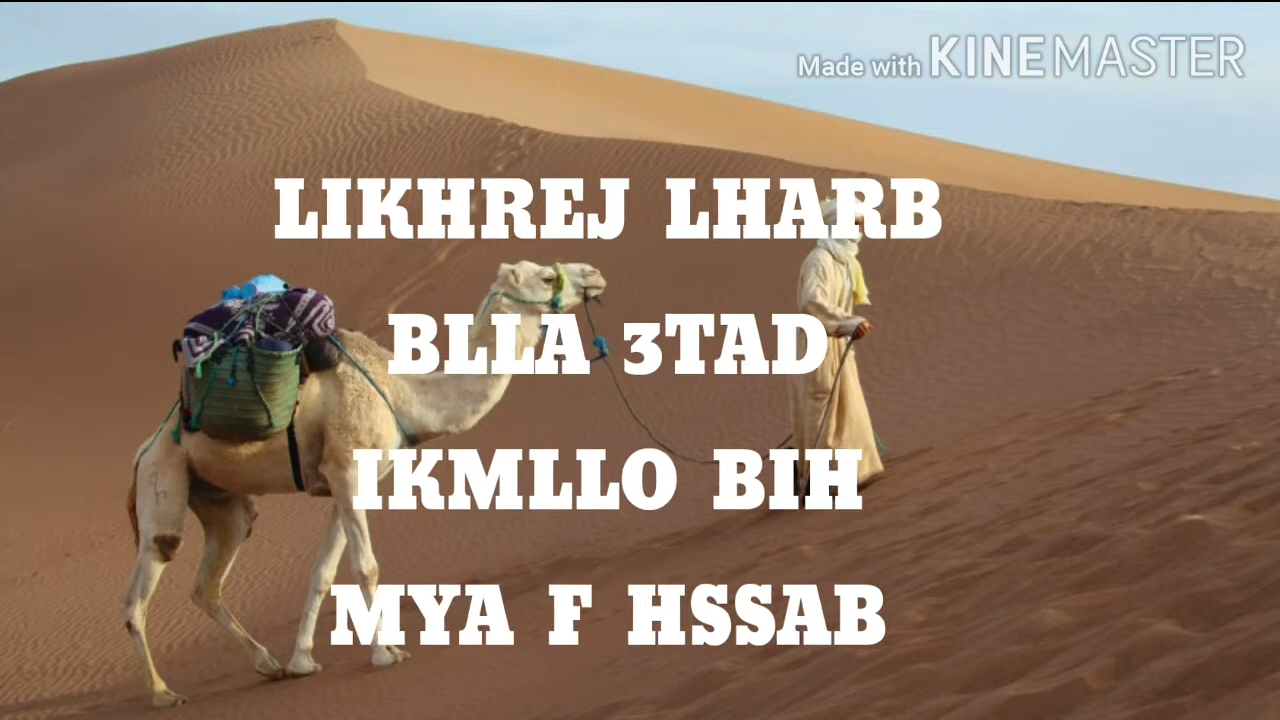 Made with KINEMASTER
LIKHREJ LHARB
BLLA 3TAD
IKMLLO BIH
MYA F HSSAB